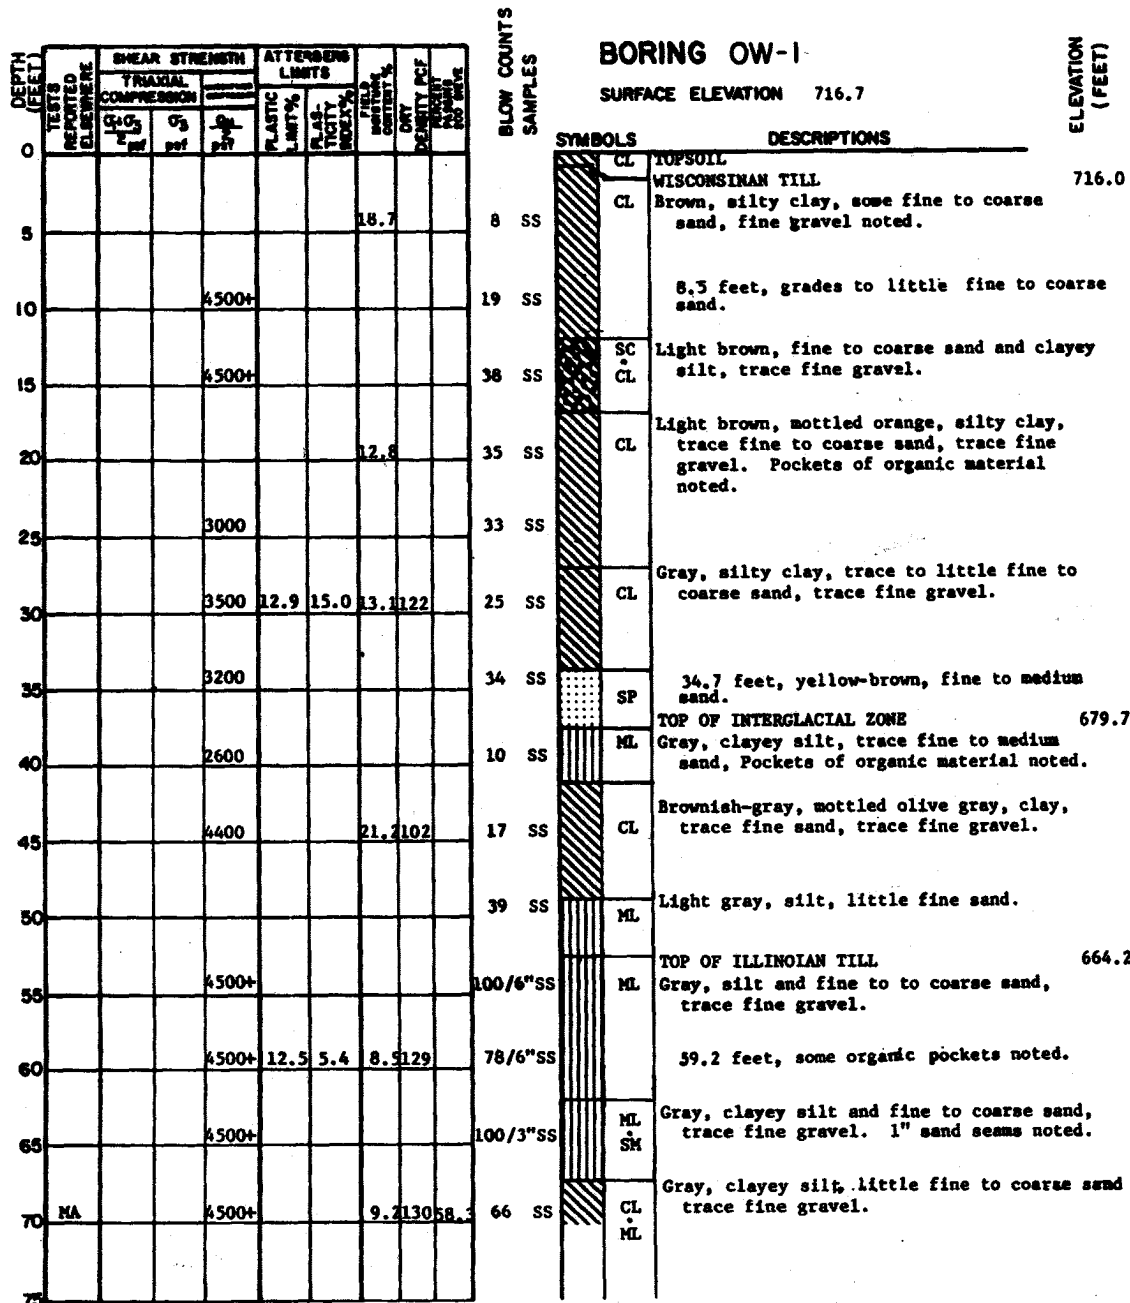 BORING OW-1
SURFACE ELEVATION 716.7
DEPTH (FEET)
TESTS REPORTED ELSEWHERE
SHEAR STRENGTH
TRIAXIAL COMPRESSION
psf
psf
psf
ATTERBERG LIMITS
PLASTIC LIMIT%
PLAS-TICITY INDEX%
FIELD MOISTURE CONTENT %
DRY DENSITY PCF
PERCENT PASSING 200 SIEVE
BLOW COUNTS
SAMPLES
ELEVATION (FEET)
SYMBOLS DESCRIPTIONS
0
CL TOPSOIL
WISCONSINAN TILL 716.0
CL Brown, silty clay, some fine to coarse
sand, fine gravel noted.
18.7 8 SS
5
8.5 feet, grades to little fine to coarse
sand.
4500+ 19 SS
10
SC Light brown, fine to coarse sand and clayey
CL silt, trace fine gravel.
4500+ 38 SS
15
Light brown, mottled orange, silty clay,
CL trace fine to coarse sand, trace fine
gravel. Pockets of organic material
noted.
12.8 35 SS
20
3000 33 SS
25
Gray, silty clay, trace to little fine to
CL coarse sand, trace fine gravel.
3500 12.9 15.0 13.1 122 25 SS
30
3200 34 SS
35
SP 34.7 feet, yellow-brown, fine to medium
sand.
TOP OF INTERGLACIAL ZONE 679.7
ML Gray, clayey silt, trace fine to medium
sand, Pockets of organic material noted.
2600 10 SS
40
Brownish-gray, mottled olive gray, clay,
CL trace fine sand, trace fine gravel.
4400 21.2 102 17 SS
45
39 SS
Light gray, silt, little fine sand.
ML
50
TOP OF ILLINOIAN TILL 664.2
4500+ 100/6" SS
ML Gray, silt and fine to to coarse sand,
trace fine gravel.
55
59.2 feet, some organic pockets noted.
4500+ 12.5 5.4 8.5 129 78/6" SS
60
ML Gray, clayey silt and fine to coarse sand,
SM trace fine gravel. 1" sand seams noted.
4500+ 100/3" SS
65
Gray, clayey silt, little fine to coarse sand
CL trace fine gravel.
ML
MA 4500+ 9.2 130 58.3 66 SS
70
75